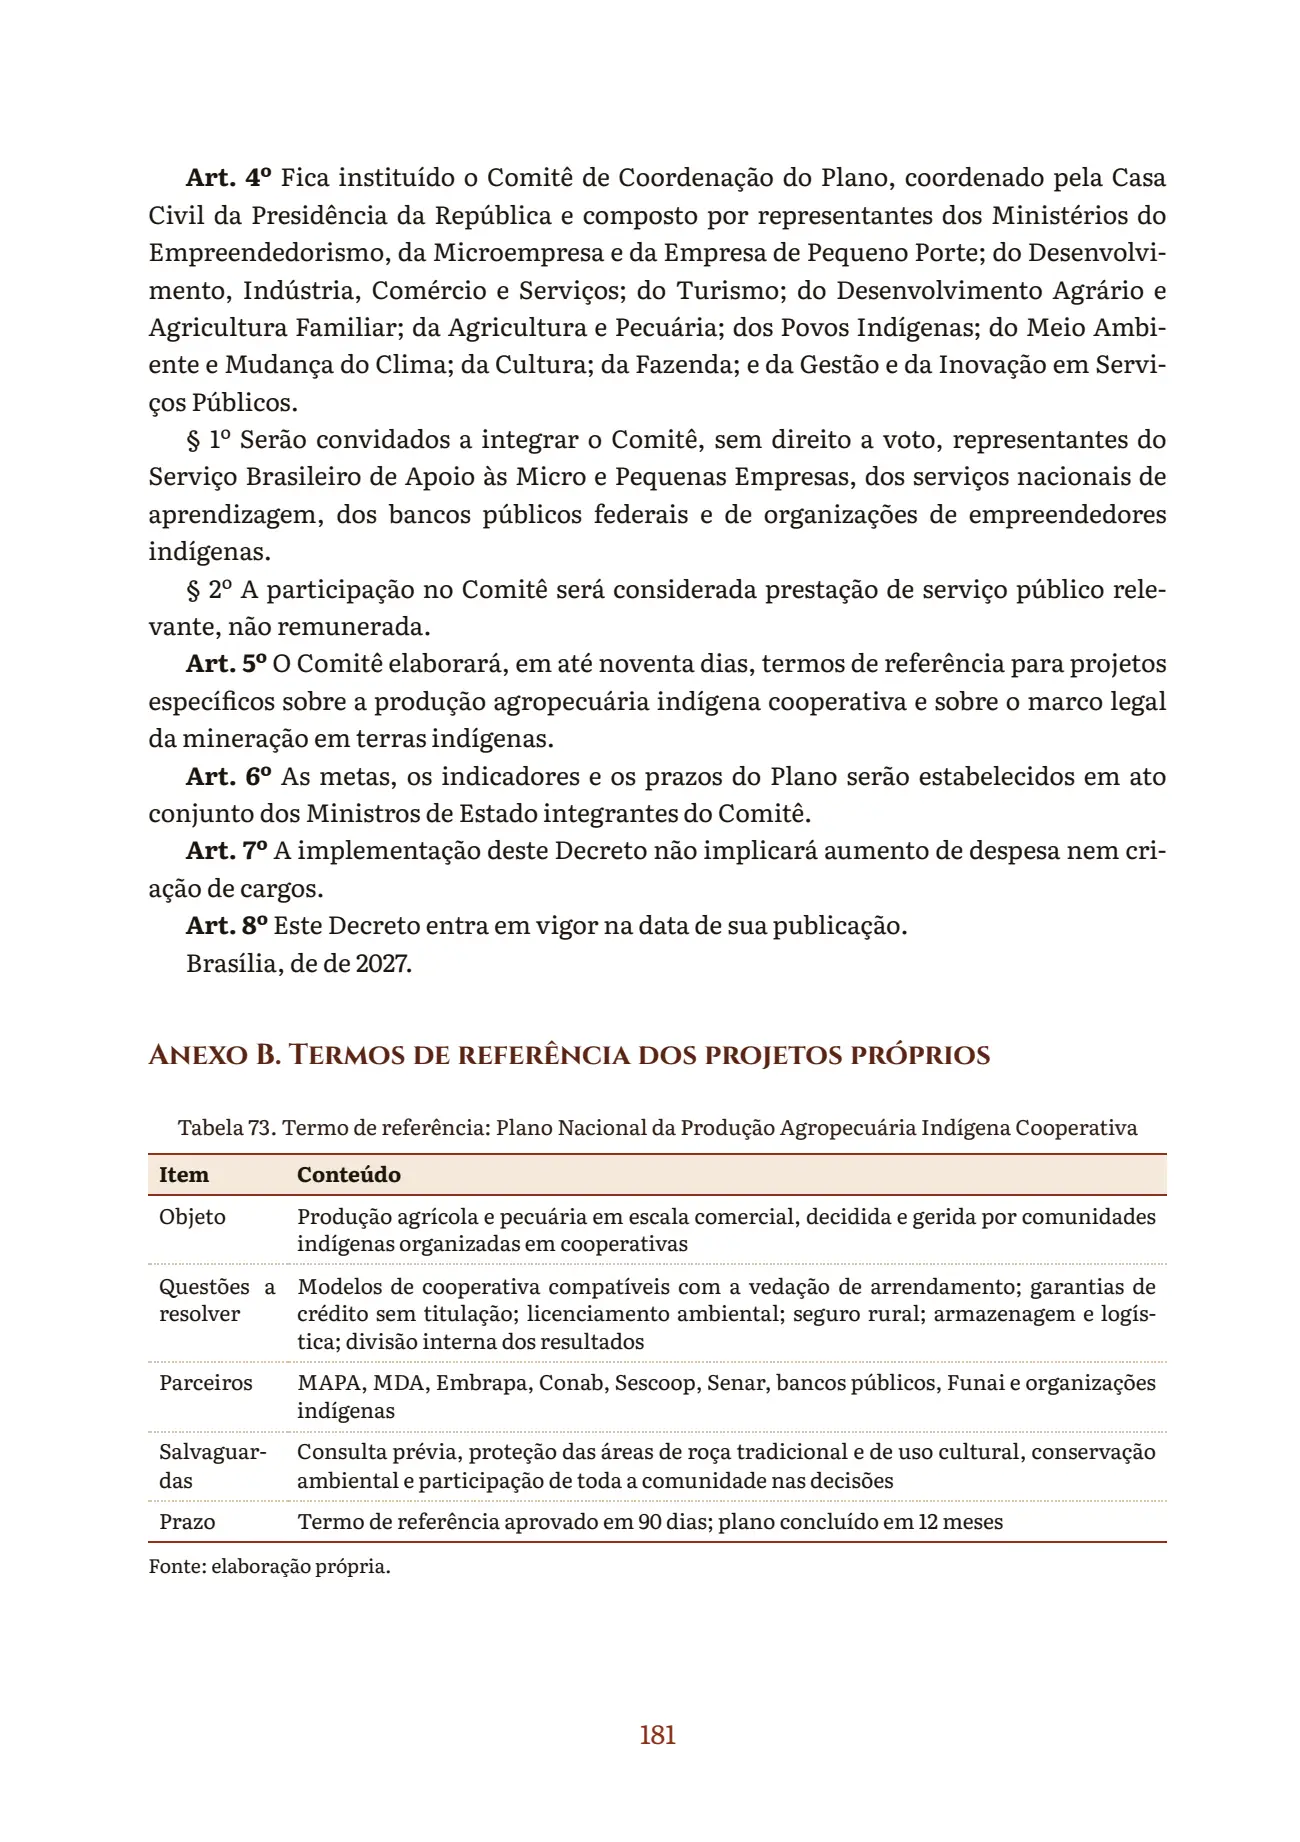 Art. 4º Fica instituído o Comitê de Coordenação do Plano, coordenado pela Casa
Civil da Presidência da República e composto por representantes dos Ministérios do
Empreendedorismo, da Microempresa e da Empresa de Pequeno Porte; do Desenvolvi-
mento, Indústria, Comércio e Serviços; do Turismo; do Desenvolvimento Agrário e
Agricultura Familiar; da Agricultura e Pecuária; dos Povos Indígenas; do Meio Ambi-
ente e Mudança do Clima; da Cultura; da Fazenda; e da Gestão e da Inovação em Servi-
ços Públicos.
§ 1º Serão convidados a integrar o Comitê, sem direito a voto, representantes do
Serviço Brasileiro de Apoio às Micro e Pequenas Empresas, dos serviços nacionais de
aprendizagem, dos bancos públicos federais e de organizações de empreendedores
indígenas.
§ 2º A participação no Comitê será considerada prestação de serviço público rele-
vante, não remunerada.
Art. 5º O Comitê elaborará, em até noventa dias, termos de referência para projetos
específicos sobre a produção agropecuária indígena cooperativa e sobre o marco legal
da mineração em terras indígenas.
Art. 6º As metas, os indicadores e os prazos do Plano serão estabelecidos em ato
conjunto dos Ministros de Estado integrantes do Comitê.
Art. 7º A implementação deste Decreto não implicará aumento de despesa nem cri-
ação de cargos.
Art. 8º Este Decreto entra em vigor na data de sua publicação.
Brasília, de de 2027.
Anexo B. Termos de referência dos projetos próprios
Tabela 73. Termo de referência: Plano Nacional da Produção Agropecuária Indígena Cooperativa
Item Conteúdo
Objeto Produção agrícola e pecuária em escala comercial, decidida e gerida por comunidades
indígenas organizadas em cooperativas
Questões a Modelos de cooperativa compatíveis com a vedação de arrendamento; garantias de
resolver crédito sem titulação; licenciamento ambiental; seguro rural; armazenagem e logís-
tica; divisão interna dos resultados
Parceiros MAPA, MDA, Embrapa, Conab, Sescoop, Senar, bancos públicos, Funai e organizações
indígenas
Salvaguar- Consulta prévia, proteção das áreas de roça tradicional e de uso cultural, conservação
das ambiental e participação de toda a comunidade nas decisões
Prazo Termo de referência aprovado em 90 dias; plano concluído em 12 meses
Fonte: elaboração própria.
181